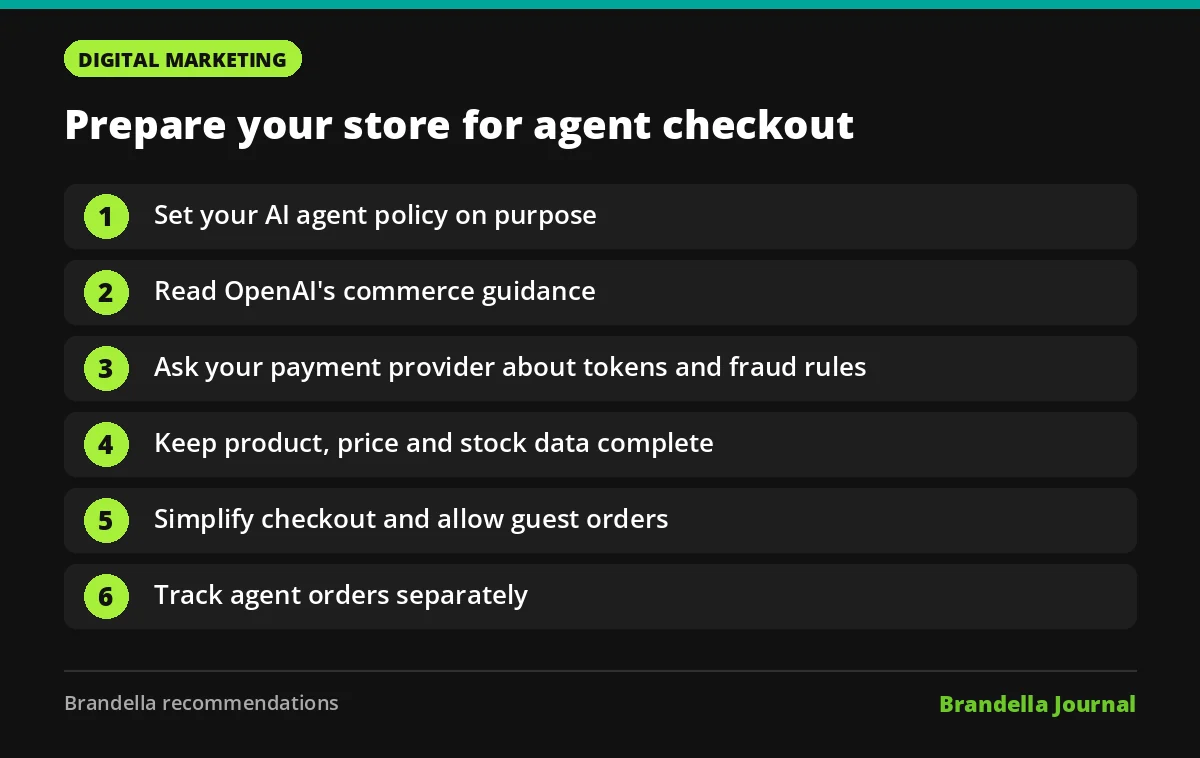 DIGITAL MARKETING
Prepare your store for agent checkout
1 Set your AI agent policy on purpose
2 Read OpenAI's commerce guidance
3 Ask your payment provider about tokens and fraud rules
4 Keep product, price and stock data complete
5 Simplify checkout and allow guest orders
6 Track agent orders separately
Brandella recommendations
Brandella Journal